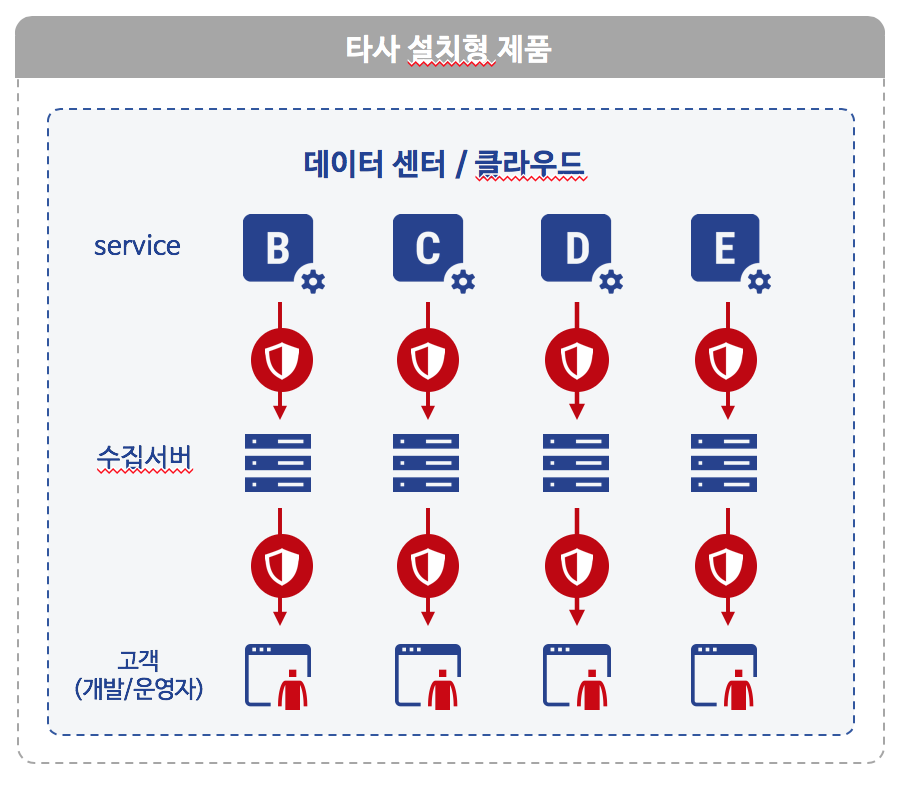 타사 설치형 제품
데이터 센터 / 클라우드
service
B
C
D
E
수집서버
고객
(개발/운영자)